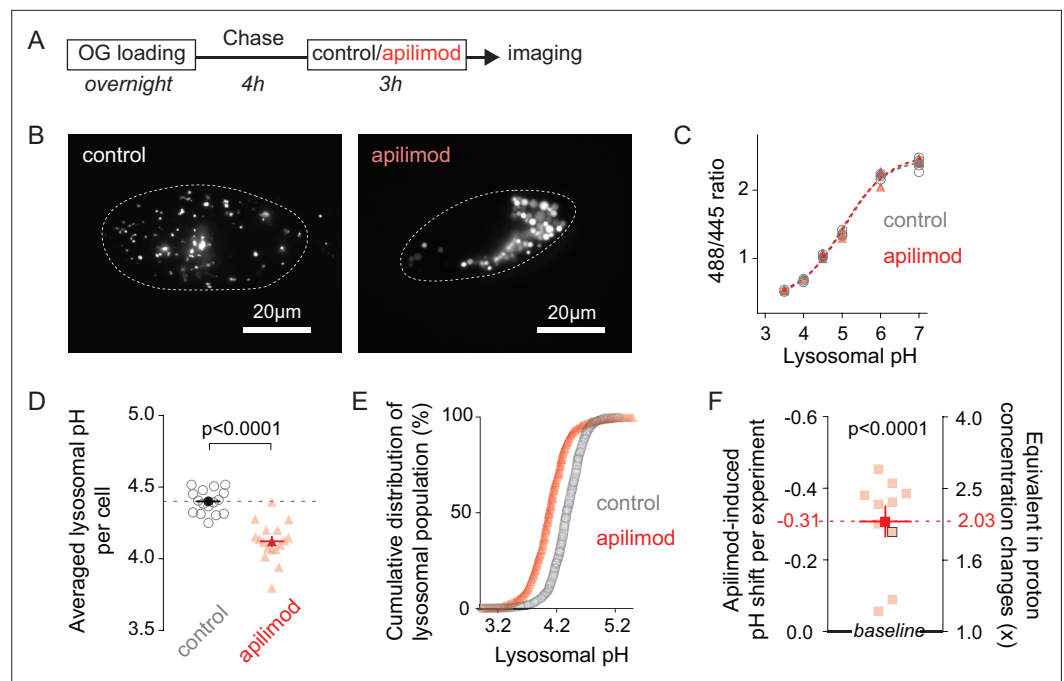 A
OG loading
Chase
control/apilimod
imaging
overnight
4h
3h
B
control
20µm
apilimod
20µm
C
488/445 ratio
2
1
control
apilimod
3 4 5 6 7
Lysosomal pH
D
Averaged lysosomal pH
per cell
5.0
4.5
4.0
3.5
p<0.0001
control
apilimod
E
Cumulative distribution of
lysosomal population (%)
100
50
0
control
apilimod
3.2 4.2 5.2
Lysosomal pH
F
Apilimod-induced
pH shift per experiment
-0.6
-0.4
-0.31
-0.2
0.0
p<0.0001
baseline
4.0
2.5
2.03
1.6
1.0
Equivalent in proton
concentration changes (x)